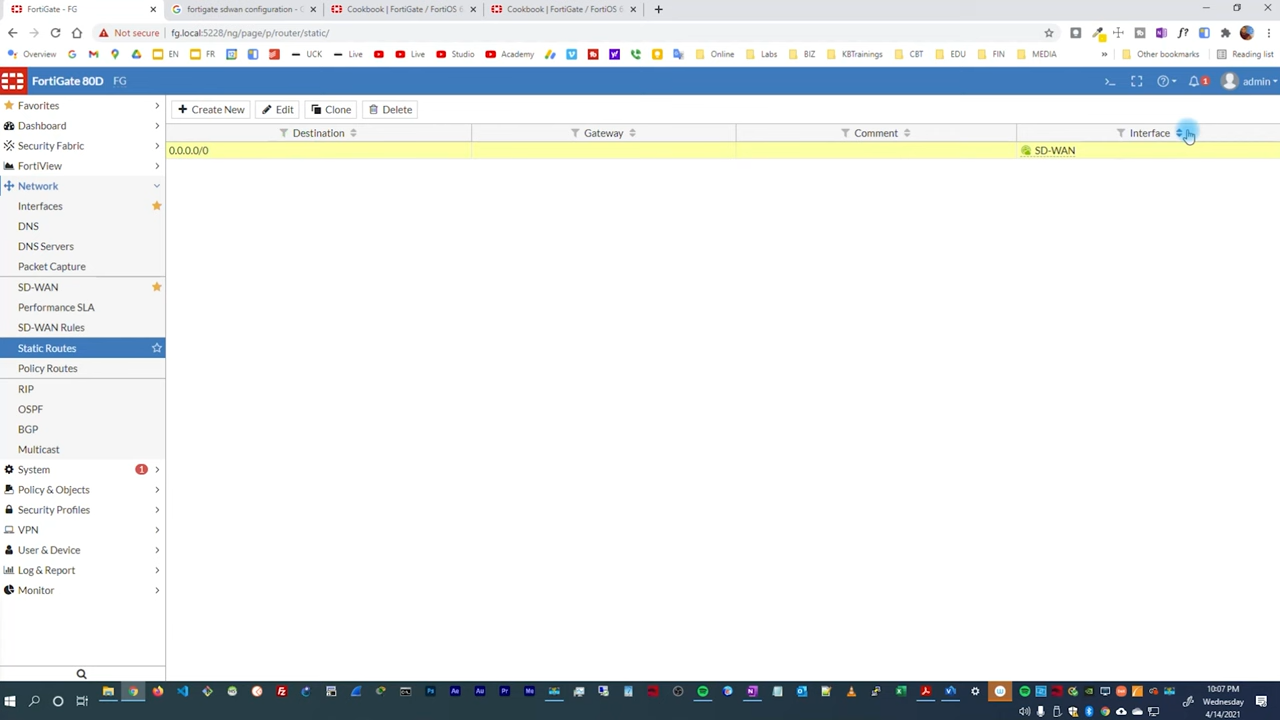 FortiGate - FG
fortigate sdwan configuration - G
Cookbook | FortiGate / FortiOS 6.
Cookbook | FortiGate / FortiOS 6.
Not secure | fg.local:5228/ng/page/p/router/static/
Overview
EN
FR
UCK
Live
Live
Studio
Academy
Online
Labs
BIZ
KBTrainings
CBT
EDU
FIN
MEDIA
»
Other bookmarks
Reading list
FortiGate 80D FG
>_
1
admin
Favorites
Dashboard
Security Fabric
FortiView
Network
Interfaces
DNS
DNS Servers
Packet Capture
SD-WAN
Performance SLA
SD-WAN Rules
Static Routes
Policy Routes
RIP
OSPF
BGP
Multicast
System 1
Policy & Objects
Security Profiles
VPN
User & Device
Log & Report
Monitor
+ Create New
Edit
Clone
Delete
Destination Gateway Comment Interface
0.0.0.0/0 SD-WAN
10:07 PM
Wednesday
4/14/2021